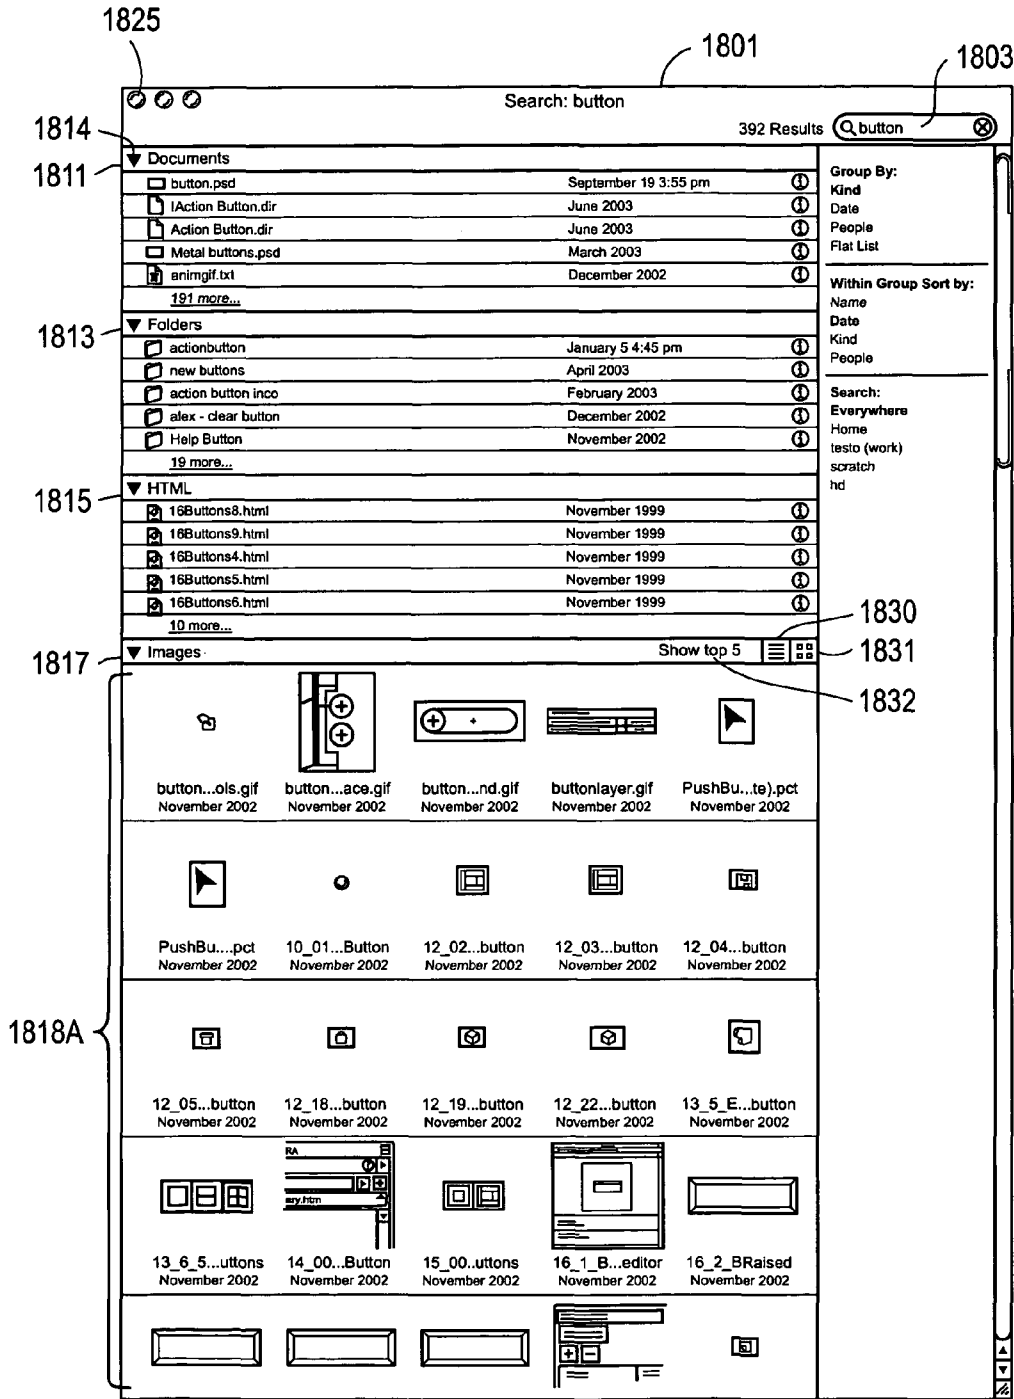 1825
1801
1803
Search: button
392 Results
button
1814
1811
Documents
button.psd September 19 3:55 pm
IAction Button.dir June 2003
Action Button.dir June 2003
Metal buttons.psd March 2003
animgif.txt December 2002
191 more...
1813
Folders
actionbutton January 5 4:45 pm
new buttons April 2003
action button inco February 2003
alex - clear button December 2002
Help Button November 2002
19 more...
1815
HTML
16Buttons8.html November 1999
16Buttons9.html November 1999
16Buttons4.html November 1999
16Buttons5.html November 1999
16Buttons6.html November 1999
10 more...
Group By:
Kind
Date
People
Flat List
Within Group Sort by:
Name
Date
Kind
People
Search:
Everywhere
Home
testo (work)
scratch
hd
1830
1831
1832
1817
Images
Show top 5
button...ols.gif button...ace.gif button...nd.gif buttonlayer.gif PushBu...te).pct
November 2002 November 2002 November 2002 November 2002 November 2002
PushBu....pct 10_01...Button 12_02...button 12_03...button 12_04...button
November 2002 November 2002 November 2002 November 2002 November 2002
1818A
12_05...button 12_18...button 12_19...button 12_22...button 13_5_E...button
November 2002 November 2002 November 2002 November 2002 November 2002
RA
ary.htm
13_6_5...uttons 14_00...Button 15_00..uttons 16_1_B...editor 16_2_BRaised
November 2002 November 2002 November 2002 November 2002 November 2002